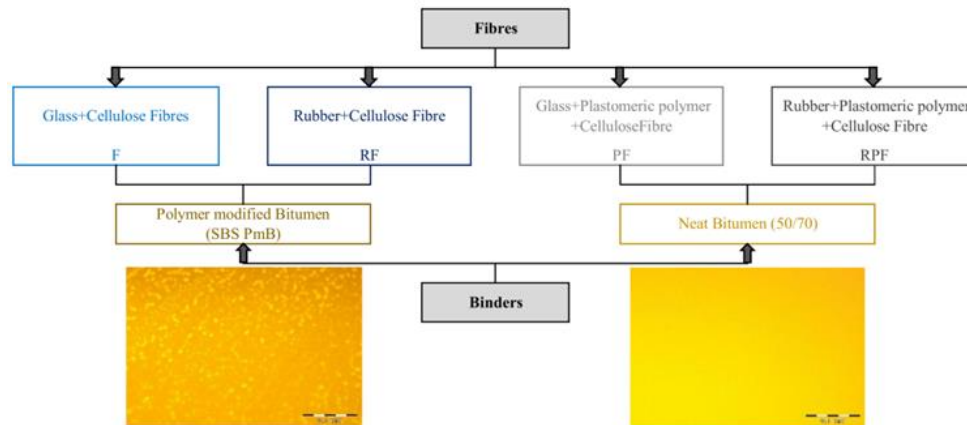 Fibres
Glass+Cellulose Fibres
F
Rubber+Cellulose Fibre
RF
Glass+Plastomeric polymer
+CelluloseFibre
PF
Rubber+Plastomeric polymer
+Cellulose Fibre
RPF
Polymer modified Bitumen
(SBS PmB)
Neat Bitumen (50/70)
Binders